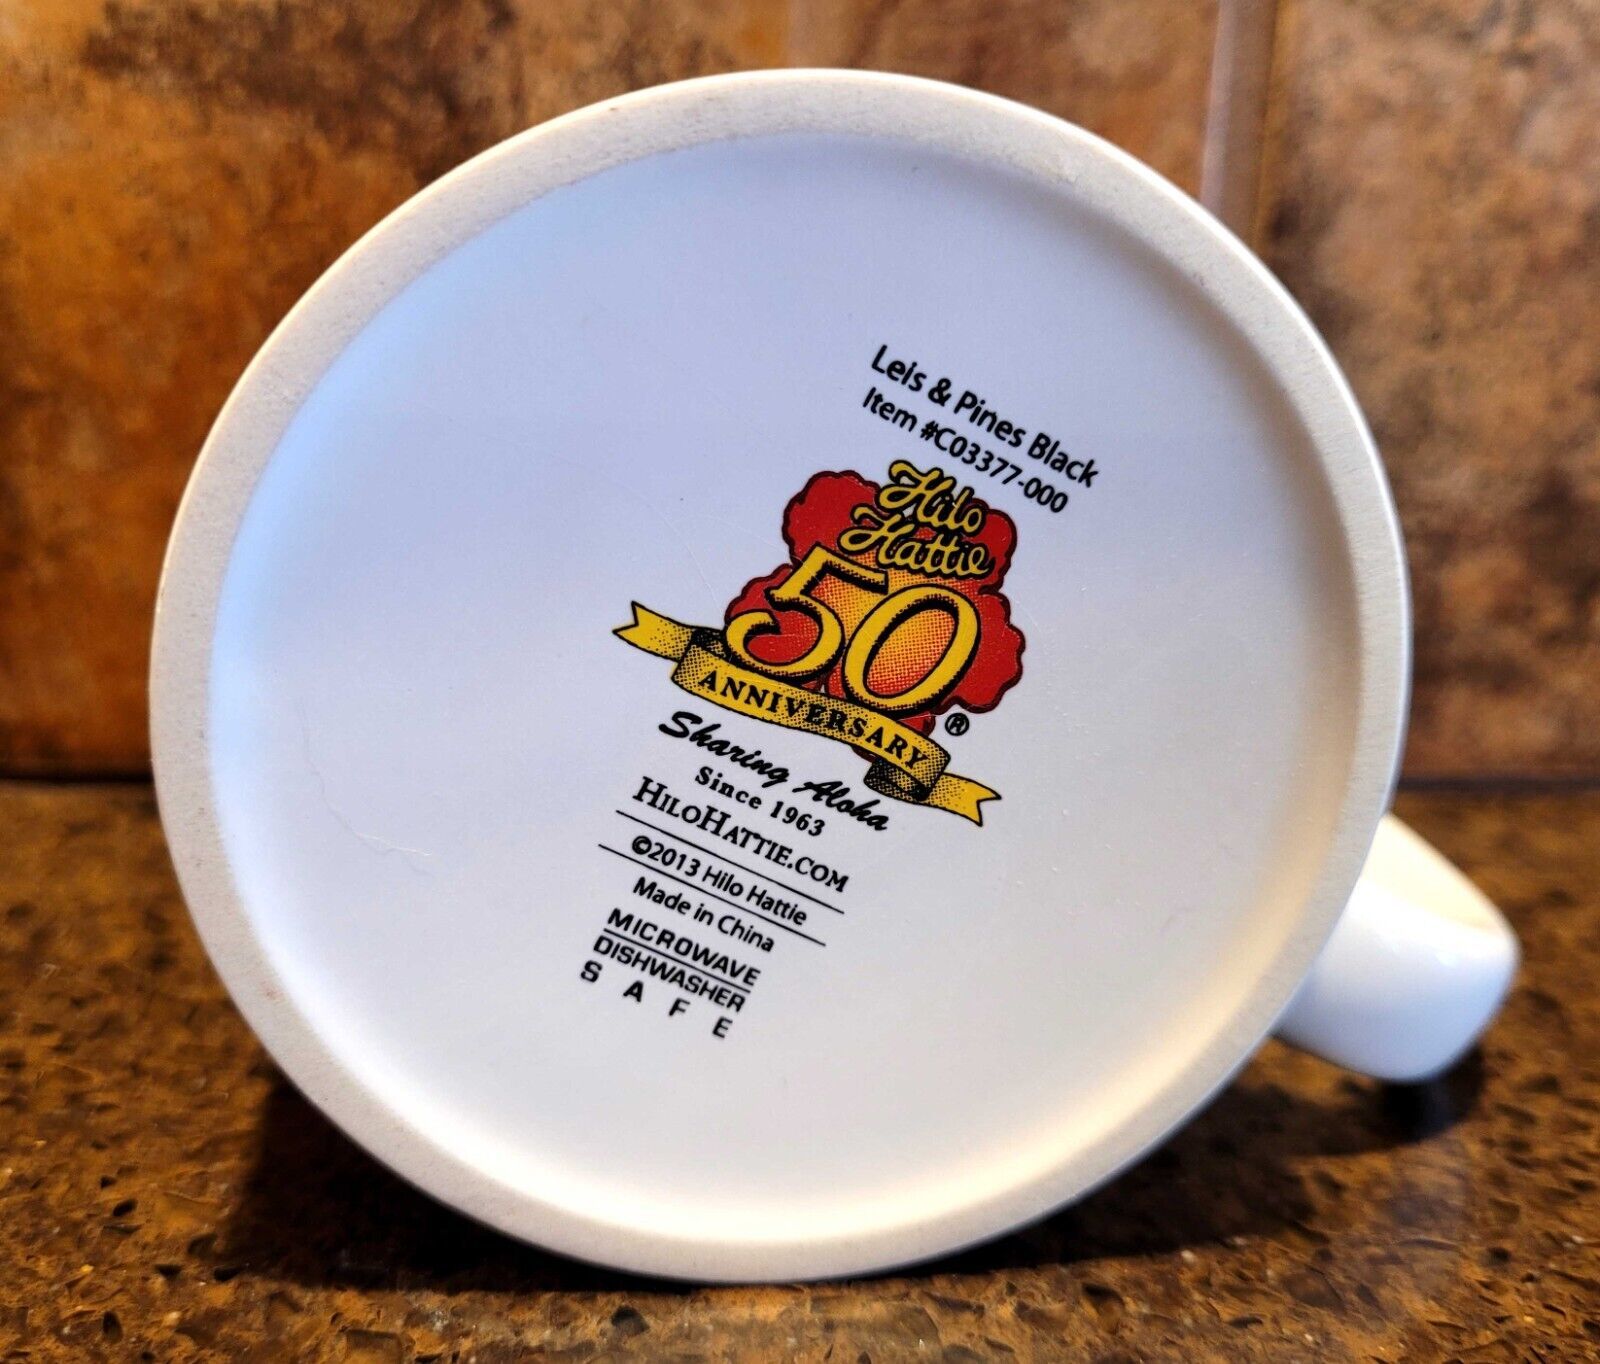 Leis & Pines Black
Item #C03377-000
Hilo
Hattie
50
ANNIVERSARY
®
Sharing Aloha
Since 1963
HILOHATTIE.COM
©2013 Hilo Hattie
Made in China
MICROWAVE
DISHWASHER
SAFE